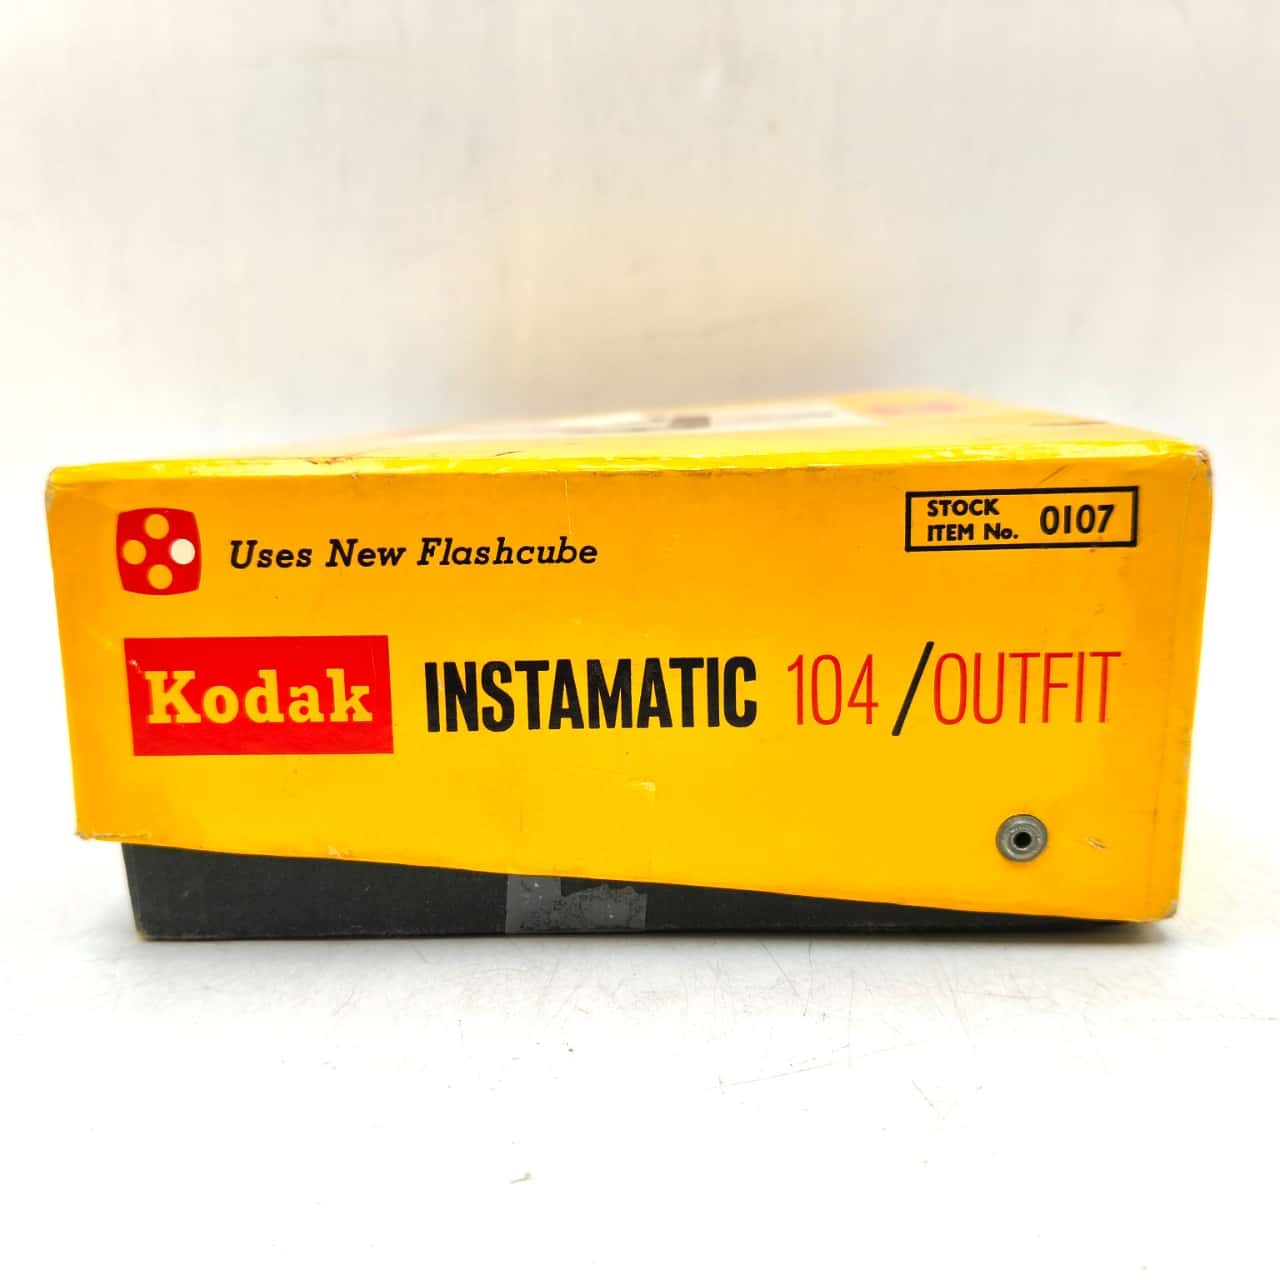 STOCK
ITEM No. 0107
Uses New Flashcube
Kodak INSTAMATIC 104/OUTFIT